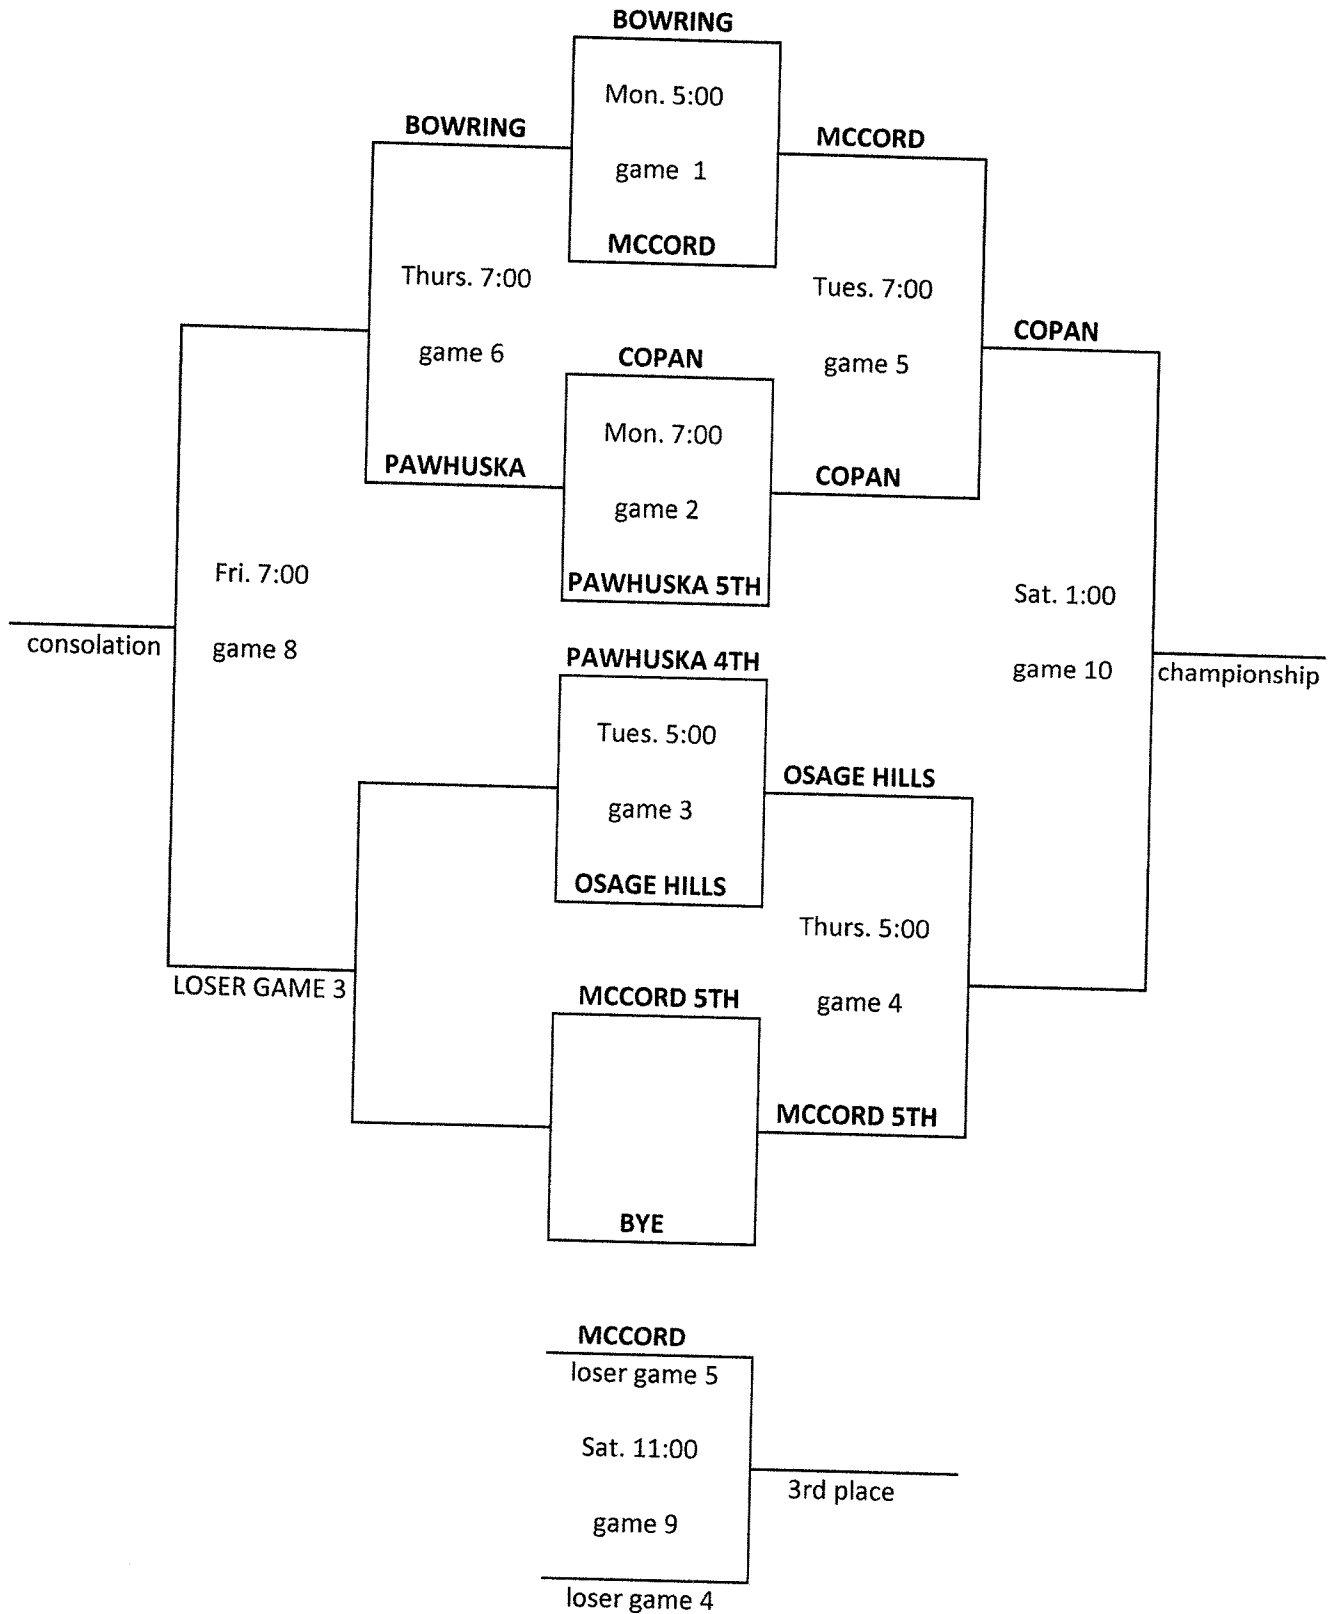 BOWRING
Mon. 5:00
BOWRING
MCCORD
game 1
MCCORD
Thurs. 7:00
Tues. 7:00
COPAN
game 6
COPAN
game 5
Mon. 7:00
PAWHUSKA
COPAN
game 2
Fri. 7:00
PAWHUSKA 5TH
Sat. 1:00
consolation
game 8
PAWHUSKA 4TH
game 10
championship
Tues. 5:00
OSAGE HILLS
game 3
OSAGE HILLS
Thurs. 5:00
LOSER GAME 3
MCCORD 5TH
game 4
MCCORD 5TH
BYE
MCCORD
loser game 5
Sat. 11:00
3rd place
game 9
loser game 4